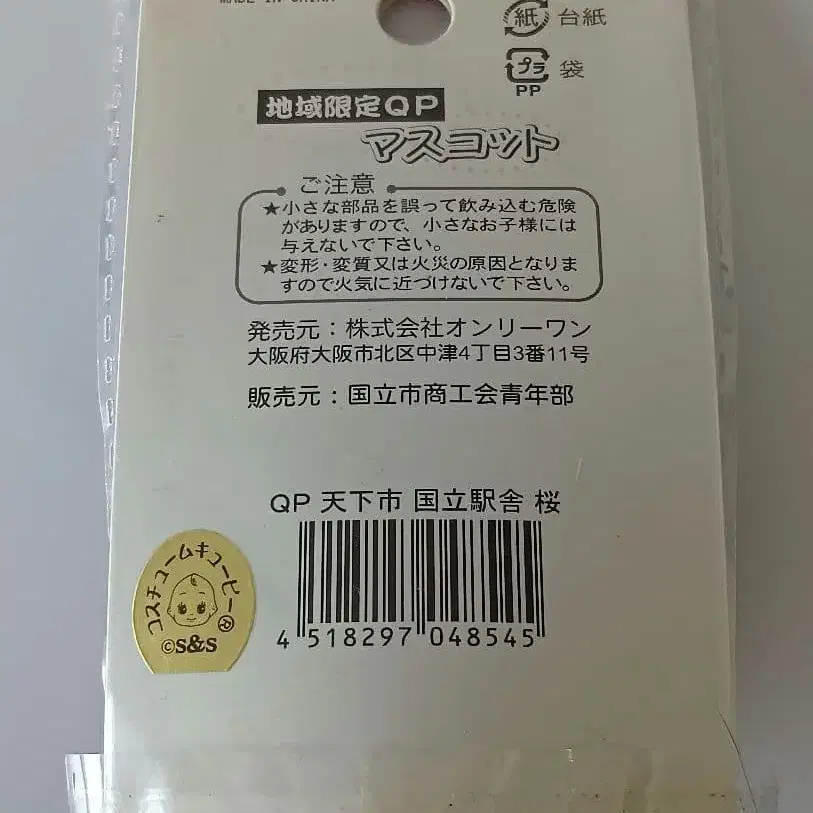 MADE IN CHINA
紙 台紙
プラ 袋
PP
地域限定QP
マスコット
ご注意
★小さな部品を誤って飲み込む危険
がありますので、小さなお子様には
与えないで下さい。
★変形・変質又は火災の原因となりま
すので火気に近づけないで下さい。
発売元：株式会社オンリーワン
大阪府大阪市北区中津4丁目3番11号
販売元：国立市商工会青年部
QP 天下市 国立駅舎 桜
4 518297 048545
コスチュームキューピー®
©S&S